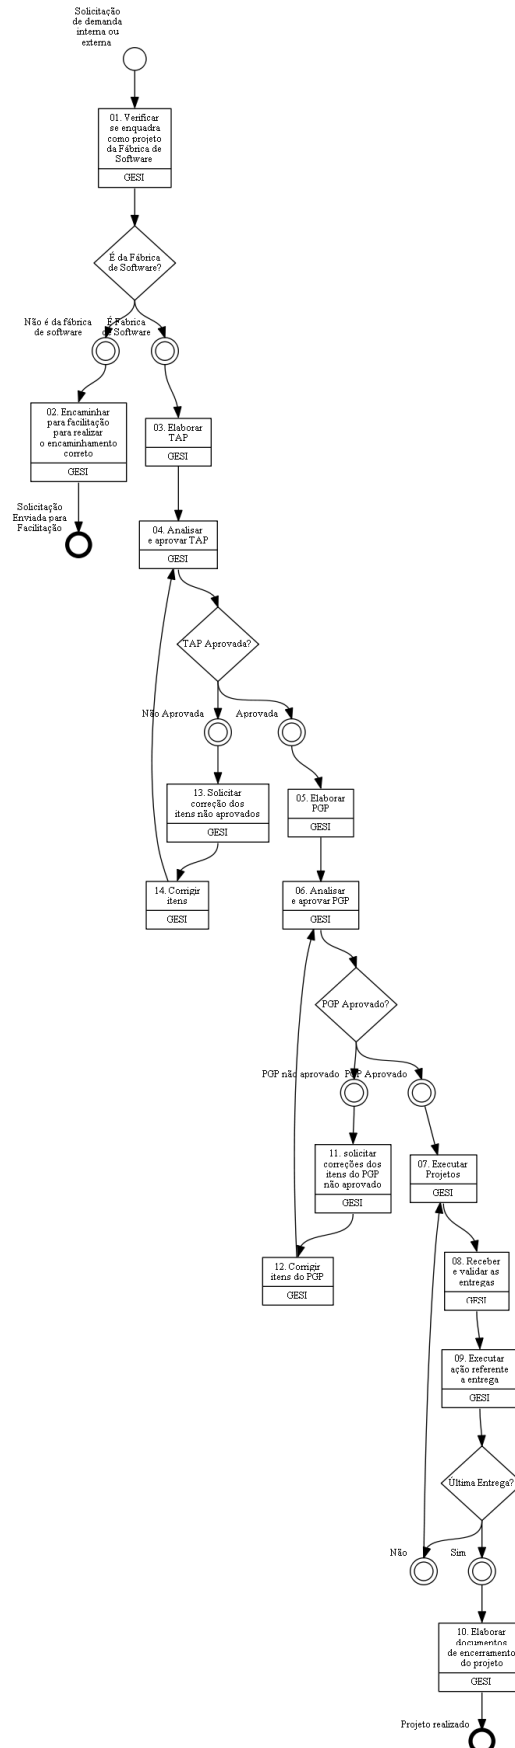 Solicitação
de demanda
interna ou
externa
01. Verificar
se enquadra
como projeto
da Fábrica de
Software
GESI
É da Fábrica
de Software?
Não é da fábrica
de software
É Fábrica
de Software
02. Encaminhar
para facilitação
para realizar
o encaminhamento
correto
GESI
03. Elaborar
TAP
GESI
Solicitação
Enviada para
Facilitação
04. Analisar
e aprovar TAP
GESI
TAP Aprovada?
Não Aprovada
Aprovada
13. Solicitar
correção dos
itens não aprovados
GESI
05. Elaborar
PGP
GESI
14. Corrigir
itens
GESI
06. Analisar
e aprovar PGP
GESI
PGP Aprovado?
PGP não aprovado
PGP Aprovado
11. solicitar
correções dos
itens do PGP
não aprovado
GESI
07. Executar
Projetos
GESI
12. Corrigir
itens do PGP
GESI
08. Receber
e validar as
entregas
GESI
09. Executar
ação referente
a entrega
GESI
Última Entrega?
Não
Sim
10. Elaborar
documentos
de encerramento
do projeto
GESI
Projeto realizado